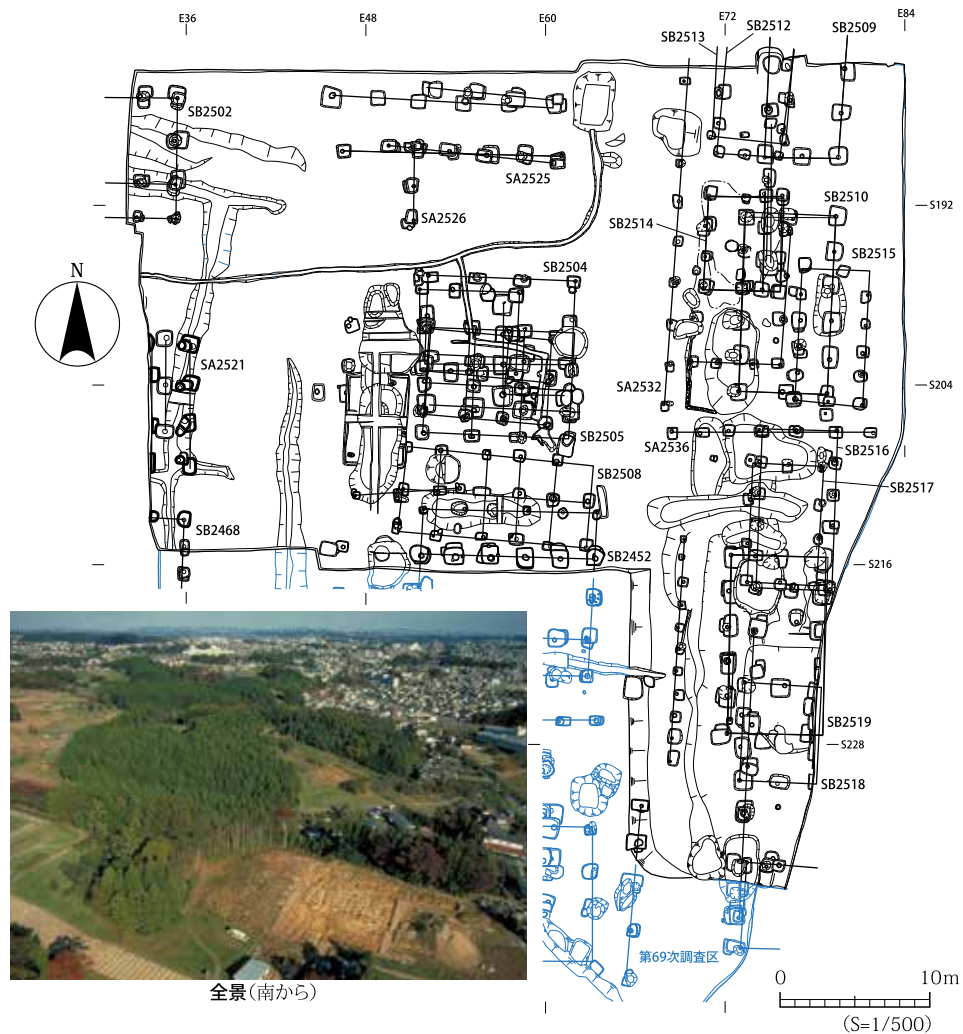 E36
E48
E60
E72
E84
SB2513
SB2512
SB2509
SB2502
SA2525
SA2526
S192
SB2510
SB2514
SB2515
N
SB2504
SA2521
SA2532
S204
SB2505
SA2536
SB2516
SB2508
SB2517
SB2468
SB2452
S216
SB2519
S228
SB2518
第69次調査区
全景(南から)
0 10m
(S=1/500)